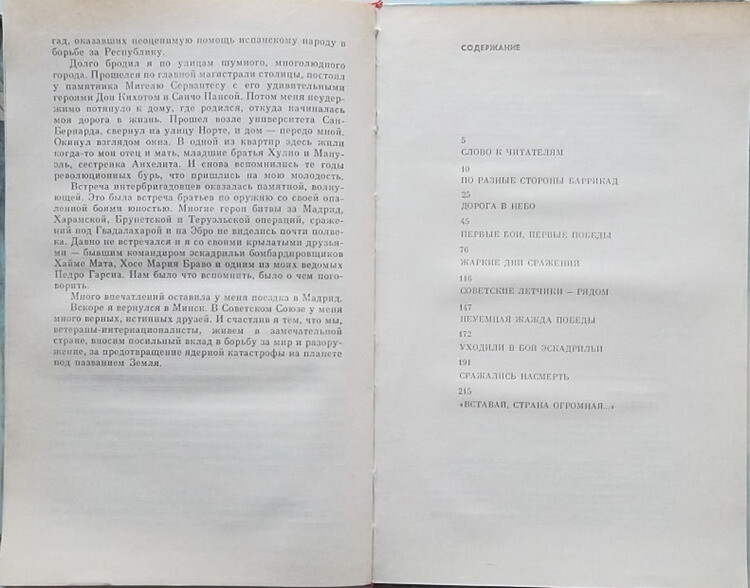 гад, оказавших неоценимую помощь испанскому народу в
борьбе за Республику.
Долго бродил я по улицам шумного, многолюдного
города. Прошелся по главной магистрали столицы, постоял
у памятника Мигелю Сервантесу с его удивительными
героями Дон Кихотом и Санчо Пансой. Потом меня неудер-
жимо потянуло к дому, где родился, откуда начиналась
моя дорога в жизнь. Прошел возле университета Сан-
Бернарда, свернул на улицу Норте, и дом — передо мной.
Окинул взглядом окна. В одной из квартир здесь жили
когда-то мои отец и мать, младшие братья Хулио и Ману-
эль, сестренка Анхелита. И снова вспомнились те годы
революционных бурь, что пришлись на мою молодость.
Встреча интербригадовцев оказалась памятной, волну-
ющей. Это была встреча братьев по оружию со своей опа-
ленной боями юностью. Многие герои битвы за Мадрид,
Харамской, Брунетской и Теруэльской операций, сраже-
ний под Гвадалахарой и на Эбро не виделись почти полве-
ка. Давно не встречался и я со своими крылатыми друзья-
ми — бывшим командиром эскадрильи бомбардировщиков
Хайме Мата, Хосе Мария Браво и одним из моих ведомых
Педро Гарсиа. Нам было что вспомнить, было о чем пого-
ворить.
Много впечатлений оставила у меня поездка в Мадрид.
Вскоре я вернулся в Минск. В Советском Союзе у меня
много верных, истинных друзей. И счастлив я тем, что мы,
ветераны-интернационалисты, живем в замечательной
стране, вносим посильный вклад в борьбу за мир и разору-
жение, за предотвращение ядерной катастрофы на планете
под названием Земля.
СОДЕРЖАНИЕ
5
СЛОВО К ЧИТАТЕЛЯМ
10
ПО РАЗНЫЕ СТОРОНЫ БАРРИКАД
25
ДОРОГА В НЕБО
45
ПЕРВЫЕ БОИ, ПЕРВЫЕ ПОБЕДЫ
76
ЖАРКИЕ ДНИ СРАЖЕНИЙ
116
СОВЕТСКИЕ ЛЕТЧИКИ — РЯДОМ
147
НЕУЕМНАЯ ЖАЖДА ПОБЕДЫ
172
УХОДИЛИ В БОЙ ЭСКАДРИЛЬИ
191
СРАЖАЛИСЬ НАСМЕРТЬ
215
«ВСТАВАЙ, СТРАНА ОГРОМНАЯ...»